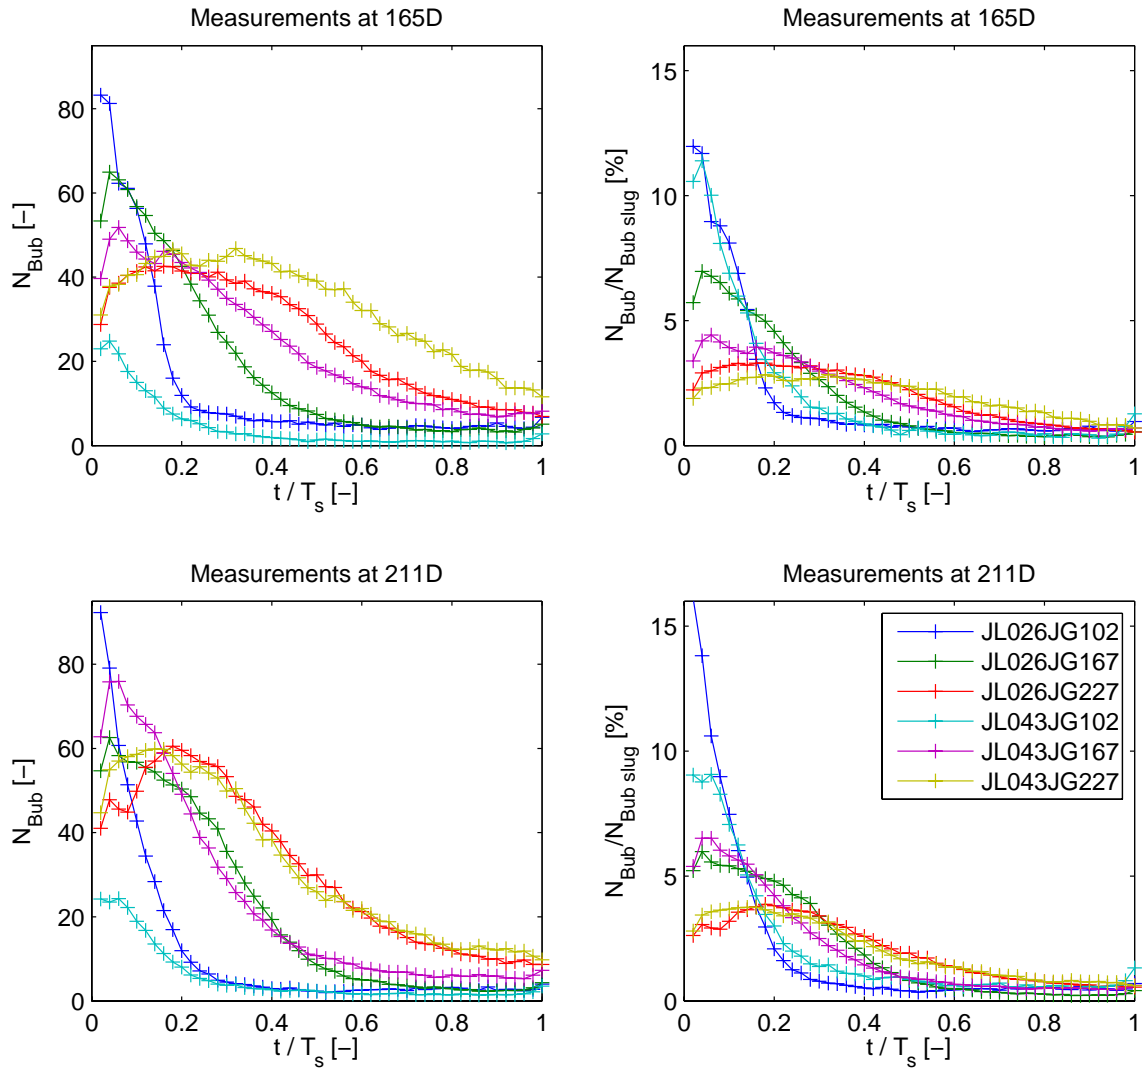 Measurements at 165D
N_Bub [–]
80
60
40
20
0
0 0.2 0.4 0.6 0.8 1
t / T_s [–]
Measurements at 165D
N_Bub/N_Bub slug [%]
15
10
5
0
0 0.2 0.4 0.6 0.8 1
t / T_s [–]
Measurements at 211D
N_Bub [–]
80
60
40
20
0
0 0.2 0.4 0.6 0.8 1
t / T_s [–]
Measurements at 211D
N_Bub/N_Bub slug [%]
15
10
5
0
0 0.2 0.4 0.6 0.8 1
t / T_s [–]
JL026JG102
JL026JG167
JL026JG227
JL043JG102
JL043JG167
JL043JG227